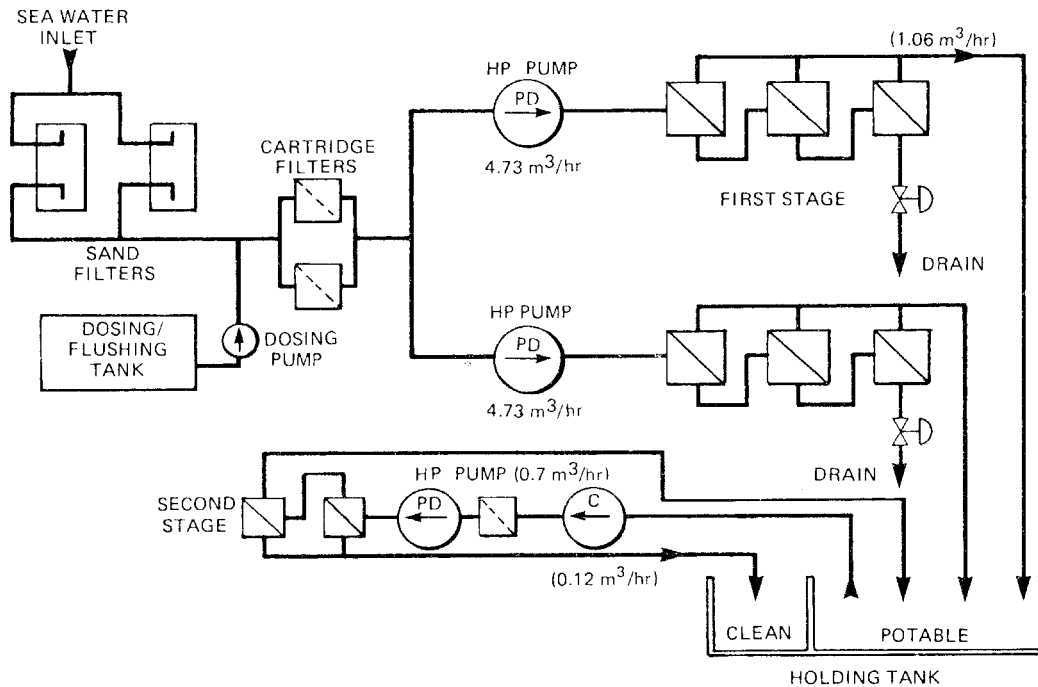 SEA WATER
INLET
(1.06 m³/hr)
HP PUMP
PD
4.73 m³/hr
CARTRIDGE
FILTERS
FIRST STAGE
DRAIN
SAND
FILTERS
DOSING/
FLUSHING
TANK
DOSING
PUMP
HP PUMP
PD
4.73 m³/hr
DRAIN
HP PUMP (0.7 m³/hr)
SECOND
STAGE
PD
C
(0.12 m³/hr)
CLEAN
POTABLE
HOLDING TANK